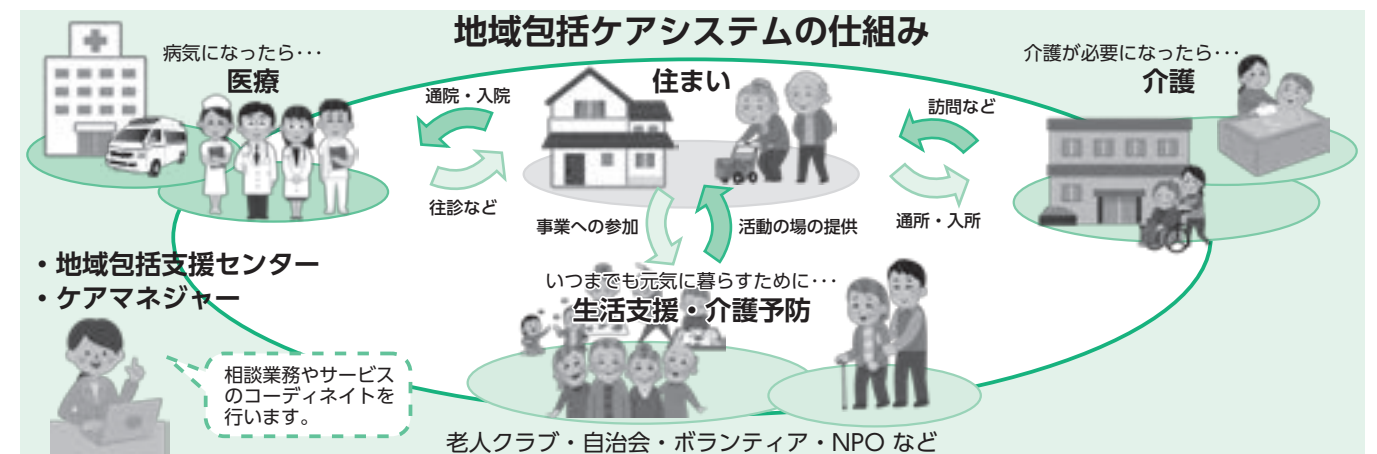 地域包括ケアシステムの仕組み
病気になったら･･･
医療
通院・入院
往診など
住まい
介護が必要になったら･･･
介護
訪問など
通所・入所
事業への参加
活動の場の提供
・地域包括支援センター
・ケアマネジャー
いつまでも元気に暮らすために･･･
生活支援・介護予防
相談業務やサービス
のコーディネイトを
行います。
老人クラブ・自治会・ボランティア・NPO など